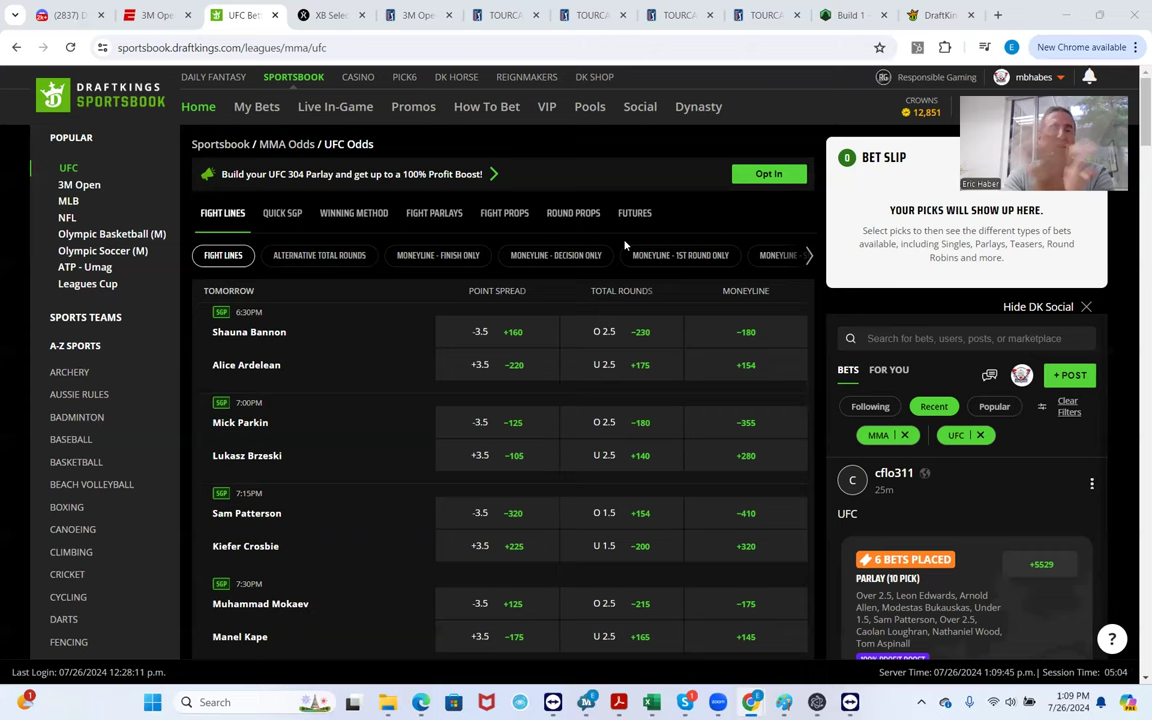 (2837) D
3M Ope
UFC Bet
XB Selec
3M Ope
TOURCA
TOURCA
TOURCA
TOURCA
Build 1 -
DraftKin
sportsbook.draftkings.com/leagues/mma/ufc
E
New Chrome available
DRAFTKINGS
SPORTSBOOK
DAILY FANTASY
SPORTSBOOK
CASINO
PICK6
DK HORSE
REIGNMAKERS
DK SHOP
RG
Responsible Gaming
mbhabes
Home
My Bets
Live In-Game
Promos
How To Bet
VIP
Pools
Social
Dynasty
CROWNS
12,851
POPULAR
UFC
3M Open
MLB
NFL
Olympic Basketball (M)
Olympic Soccer (M)
ATP - Umag
Leagues Cup
SPORTS TEAMS
A-Z SPORTS
ARCHERY
AUSSIE RULES
BADMINTON
BASEBALL
BASKETBALL
BEACH VOLLEYBALL
BOXING
CANOEING
CLIMBING
CRICKET
CYCLING
DARTS
FENCING
Sportsbook / MMA Odds / UFC Odds
Build your UFC 304 Parlay and get up to a 100% Profit Boost!
Opt In
FIGHT LINES
QUICK SGP
WINNING METHOD
FIGHT PARLAYS
FIGHT PROPS
ROUND PROPS
FUTURES
FIGHT LINES
ALTERNATIVE TOTAL ROUNDS
MONEYLINE - FINISH ONLY
MONEYLINE - DECISION ONLY
MONEYLINE - 1ST ROUND ONLY
MONEYLINE -
TOMORROW POINT SPREAD TOTAL ROUNDS MONEYLINE
SGP 6:30PM
Shauna Bannon -3.5 +160 O 2.5 −230 −180
Alice Ardelean +3.5 −220 U 2.5 +175 +154
SGP 7:00PM
Mick Parkin -3.5 −125 O 2.5 −180 −355
Lukasz Brzeski +3.5 −105 U 2.5 +140 +280
SGP 7:15PM
Sam Patterson -3.5 −320 O 1.5 +154 −410
Kiefer Crosbie +3.5 +225 U 1.5 −200 +320
SGP 7:30PM
Muhammad Mokaev -3.5 +125 O 2.5 −215 −175
Manel Kape +3.5 −175 U 2.5 +165 +145
0 BET SLIP
Eric Haber
YOUR PICKS WILL SHOW UP HERE.
Select picks to then see the different types of bets
available, including Singles, Parlays, Teasers, Round
Robins and more.
Hide DK Social
Search for bets, users, posts, or marketplace
BETS
FOR YOU
+ POST
Following
Recent
Popular
Clear
Filters
MMA
UFC
C
cflo311
25m
UFC
6 BETS PLACED
+5529
PARLAY (10 PICK)
Over 2.5, Leon Edwards, Arnold
Allen, Modestas Bukauskas, Under
1.5, Sam Patterson, Over 2.5,
Caolan Loughran, Nathaniel Wood,
Tom Aspinall
100% PROFIT BOOST
?
Last Login: 07/26/2024 12:28:11 p.m.
Server Time: 07/26/2024 1:09:45 p.m.
Session Time: 05:04
1
Search
1
E
1:09 PM
7/26/2024
PRE